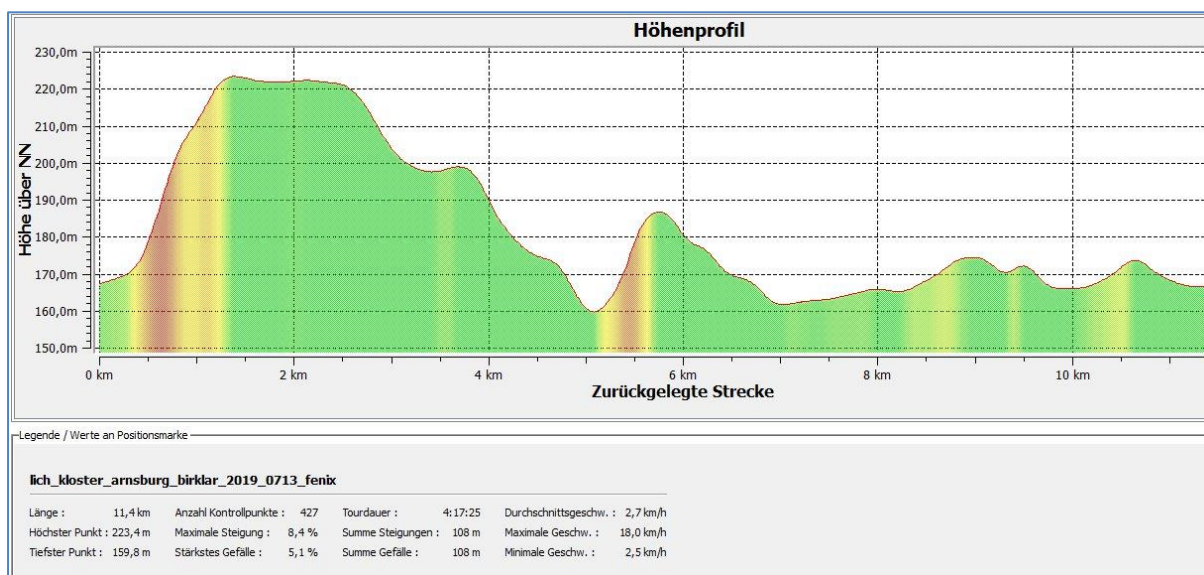 Höhenprofil
230,0m
220,0m
210,0m
200,0m
190,0m
180,0m
170,0m
160,0m
150,0m
Höhe über NN
0 km 2 km 4 km 6 km 8 km 10 km
Zurückgelegte Strecke
Legende / Werte an Positionsmarke
lich_kloster_arnsburg_birklar_2019_0713_fenix
Länge : 11,4 km Anzahl Kontrollpunkte : 427 Tourdauer : 4:17:25 Durchschnittsgeschw. : 2,7 km/h
Höchster Punkt : 223,4 m Maximale Steigung : 8,4 % Summe Steigungen : 108 m Maximale Geschw. : 18,0 km/h
Tiefster Punkt : 159,8 m Stärkstes Gefälle : 5,1 % Summe Gefälle : 108 m Minimale Geschw. : 2,5 km/h